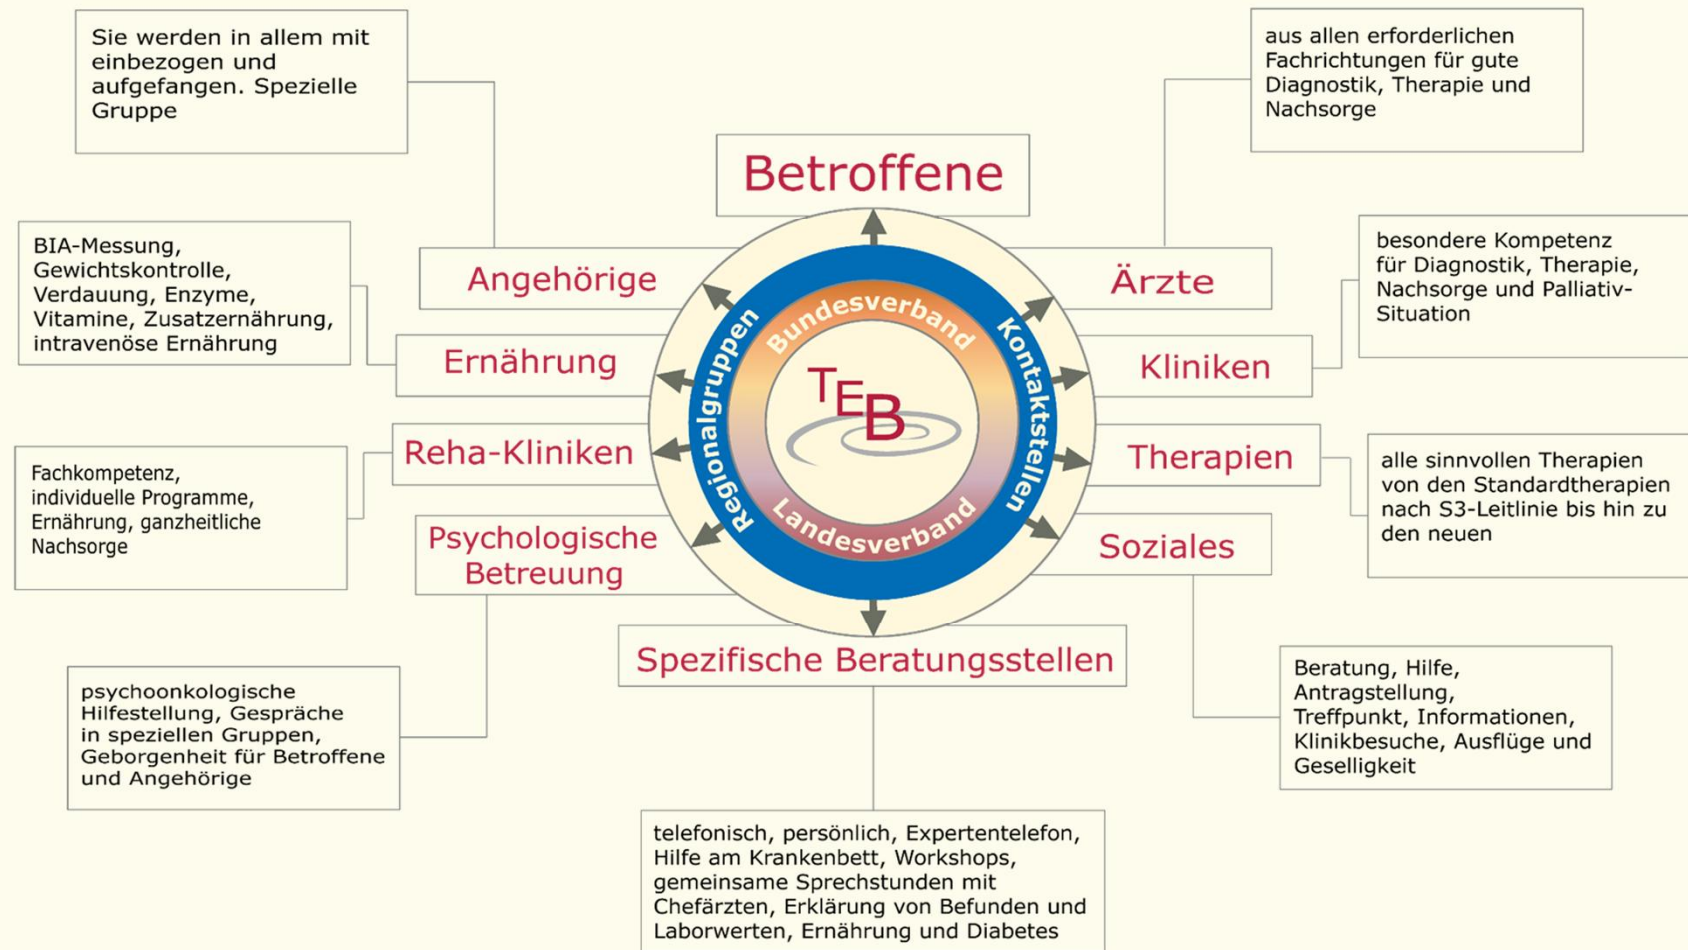 Sie werden in allem mit
einbezogen und
aufgefangen. Spezielle
Gruppe
aus allen erforderlichen
Fachrichtungen für gute
Diagnostik, Therapie und
Nachsorge
Betroffene
BIA-Messung,
Gewichtskontrolle,
Verdauung, Enzyme,
Vitamine, Zusatzernährung,
intravenöse Ernährung
Angehörige
Ärzte
besondere Kompetenz
für Diagnostik, Therapie,
Nachsorge und Palliativ-
Situation
Ernährung
Kliniken
Regionalgruppen
Bundesverband
Kontaktstellen
TEB
Landesverband
Reha-Kliniken
Therapien
Fachkompetenz,
individuelle Programme,
Ernährung, ganzheitliche
Nachsorge
alle sinnvollen Therapien
von den Standardtherapien
nach S3-Leitlinie bis hin zu
den neuen
Psychologische
Betreuung
Soziales
Spezifische Beratungsstellen
psychoonkologische
Hilfestellung, Gespräche
in speziellen Gruppen,
Geborgenheit für Betroffene
und Angehörige
Beratung, Hilfe,
Antragstellung,
Treffpunkt, Informationen,
Klinikbesuche, Ausflüge und
Geselligkeit
telefonisch, persönlich, Expertentelefon,
Hilfe am Krankenbett, Workshops,
gemeinsame Sprechstunden mit
Chefärzten, Erklärung von Befunden und
Laborwerten, Ernährung und Diabetes